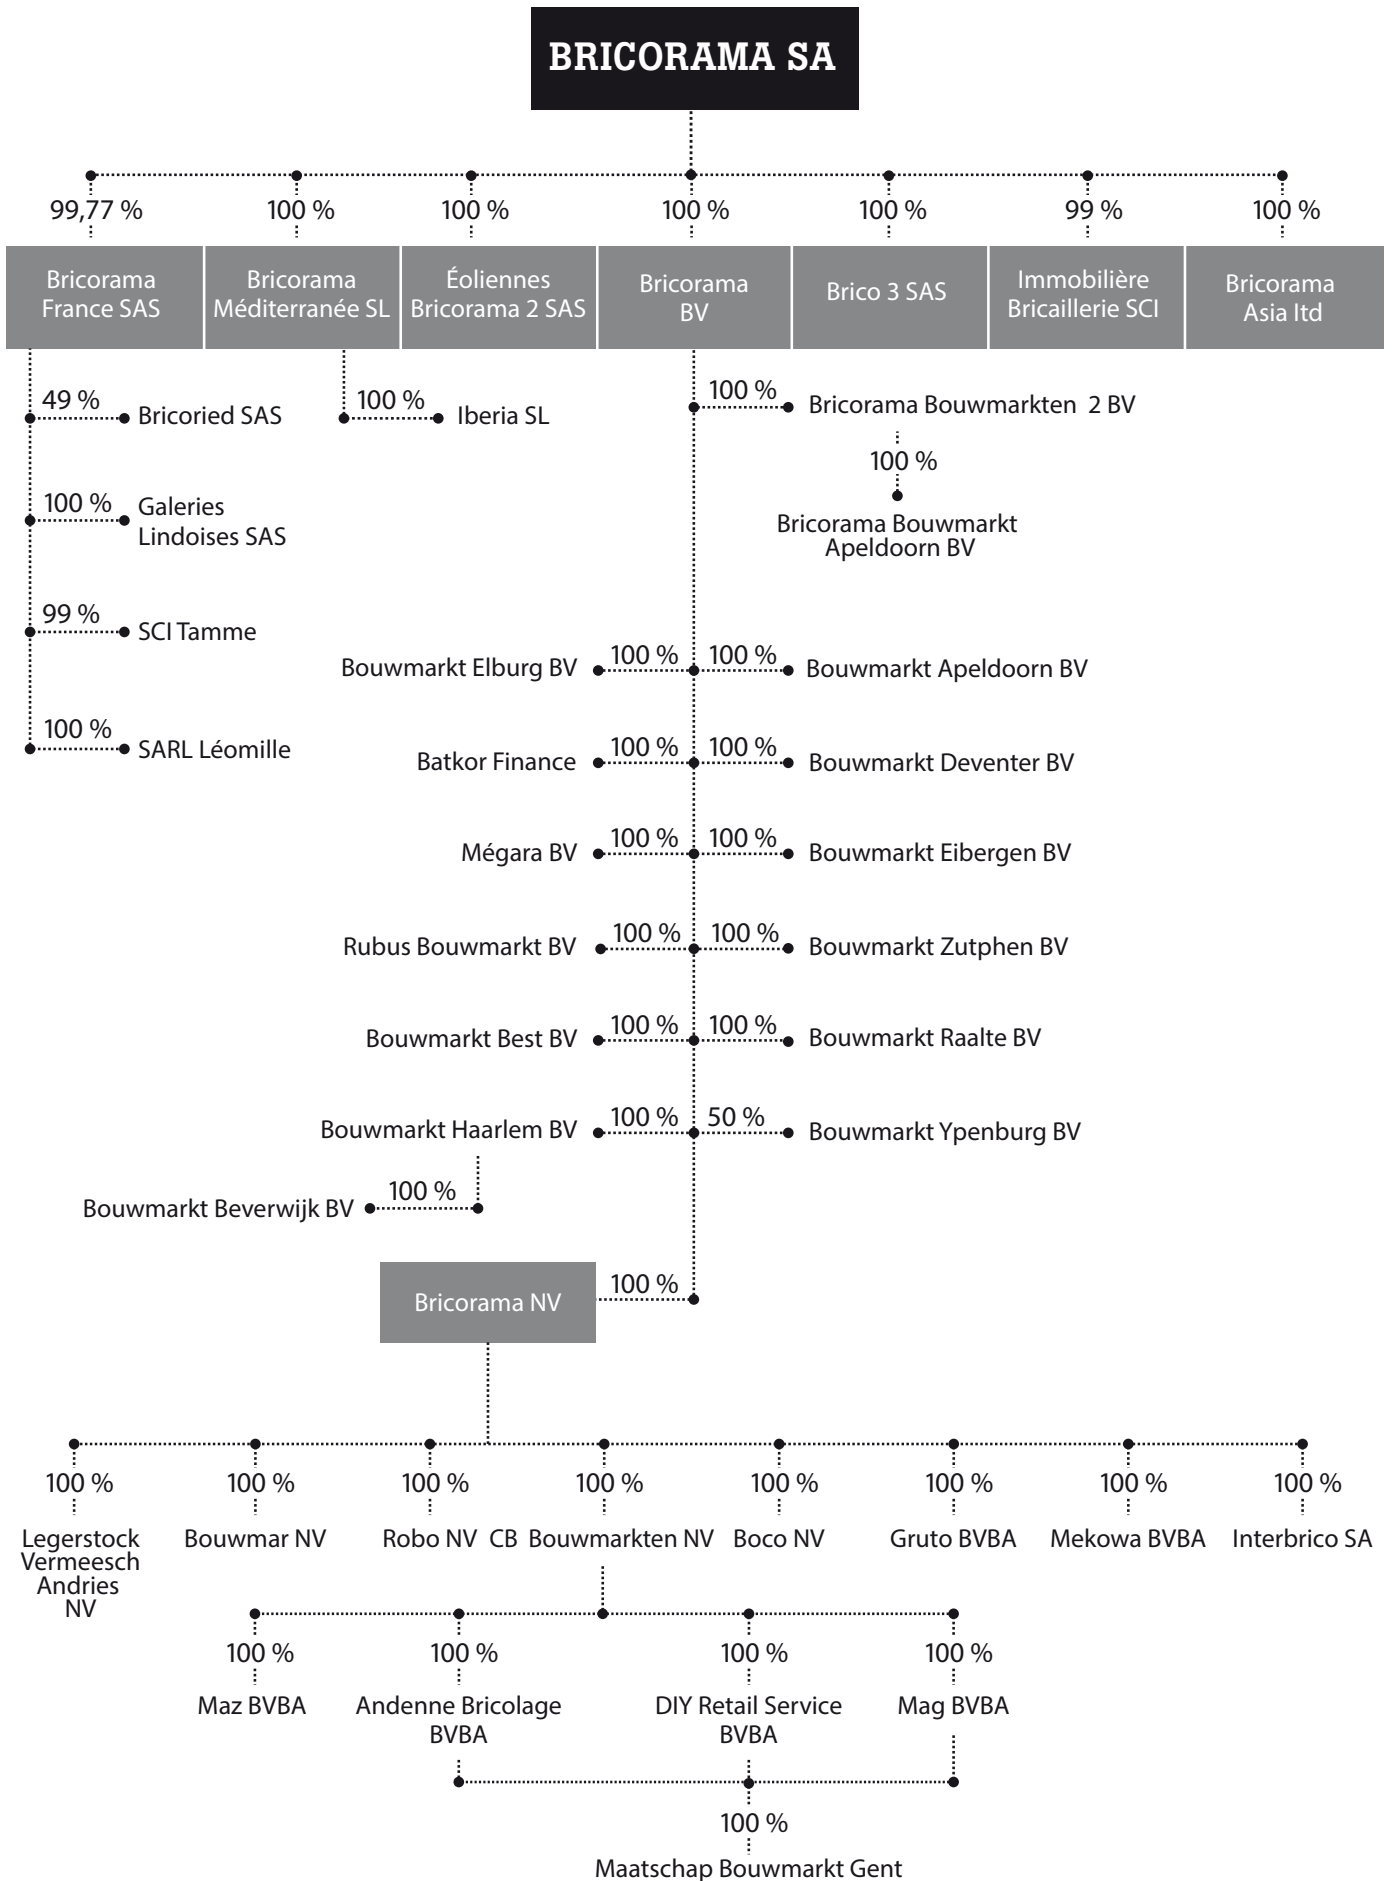 BRICORAMA SA
99,77 %
100 %
100 %
100 %
100 %
99 %
100 %
Bricorama
France SAS
Bricorama
Méditerranée SL
Éoliennes
Bricorama 2 SAS
Bricorama
BV
Brico 3 SAS
Immobilière
Bricaillerie SCI
Bricorama
Asia ltd
49 %
Bricoried SAS
100 %
Galeries
Lindoises SAS
99 %
SCI Tamme
100 %
SARL Léomille
100 %
Iberia SL
100 %
Bricorama Bouwmarkten 2 BV
100 %
Bricorama Bouwmarkt
Apeldoorn BV
Bouwmarkt Elburg BV
100 %
100 %
Bouwmarkt Apeldoorn BV
Batkor Finance
100 %
100 %
Bouwmarkt Deventer BV
Mégara BV
100 %
100 %
Bouwmarkt Eibergen BV
Rubus Bouwmarkt BV
100 %
100 %
Bouwmarkt Zutphen BV
Bouwmarkt Best BV
100 %
100 %
Bouwmarkt Raalte BV
Bouwmarkt Haarlem BV
100 %
50 %
Bouwmarkt Ypenburg BV
Bouwmarkt Beverwijk BV
100 %
Bricorama NV
100 %
100 %
100 %
100 %
100 %
100 %
100 %
100 %
100 %
Legerstock
Vermeesch
Andries
NV
Bouwmar NV
Robo NV
CB Bouwmarkten NV
Boco NV
Gruto BVBA
Mekowa BVBA
Interbrico SA
100 %
100 %
100 %
100 %
Maz BVBA
Andenne Bricolage
BVBA
DIY Retail Service
BVBA
Mag BVBA
100 %
Maatschap Bouwmarkt Gent